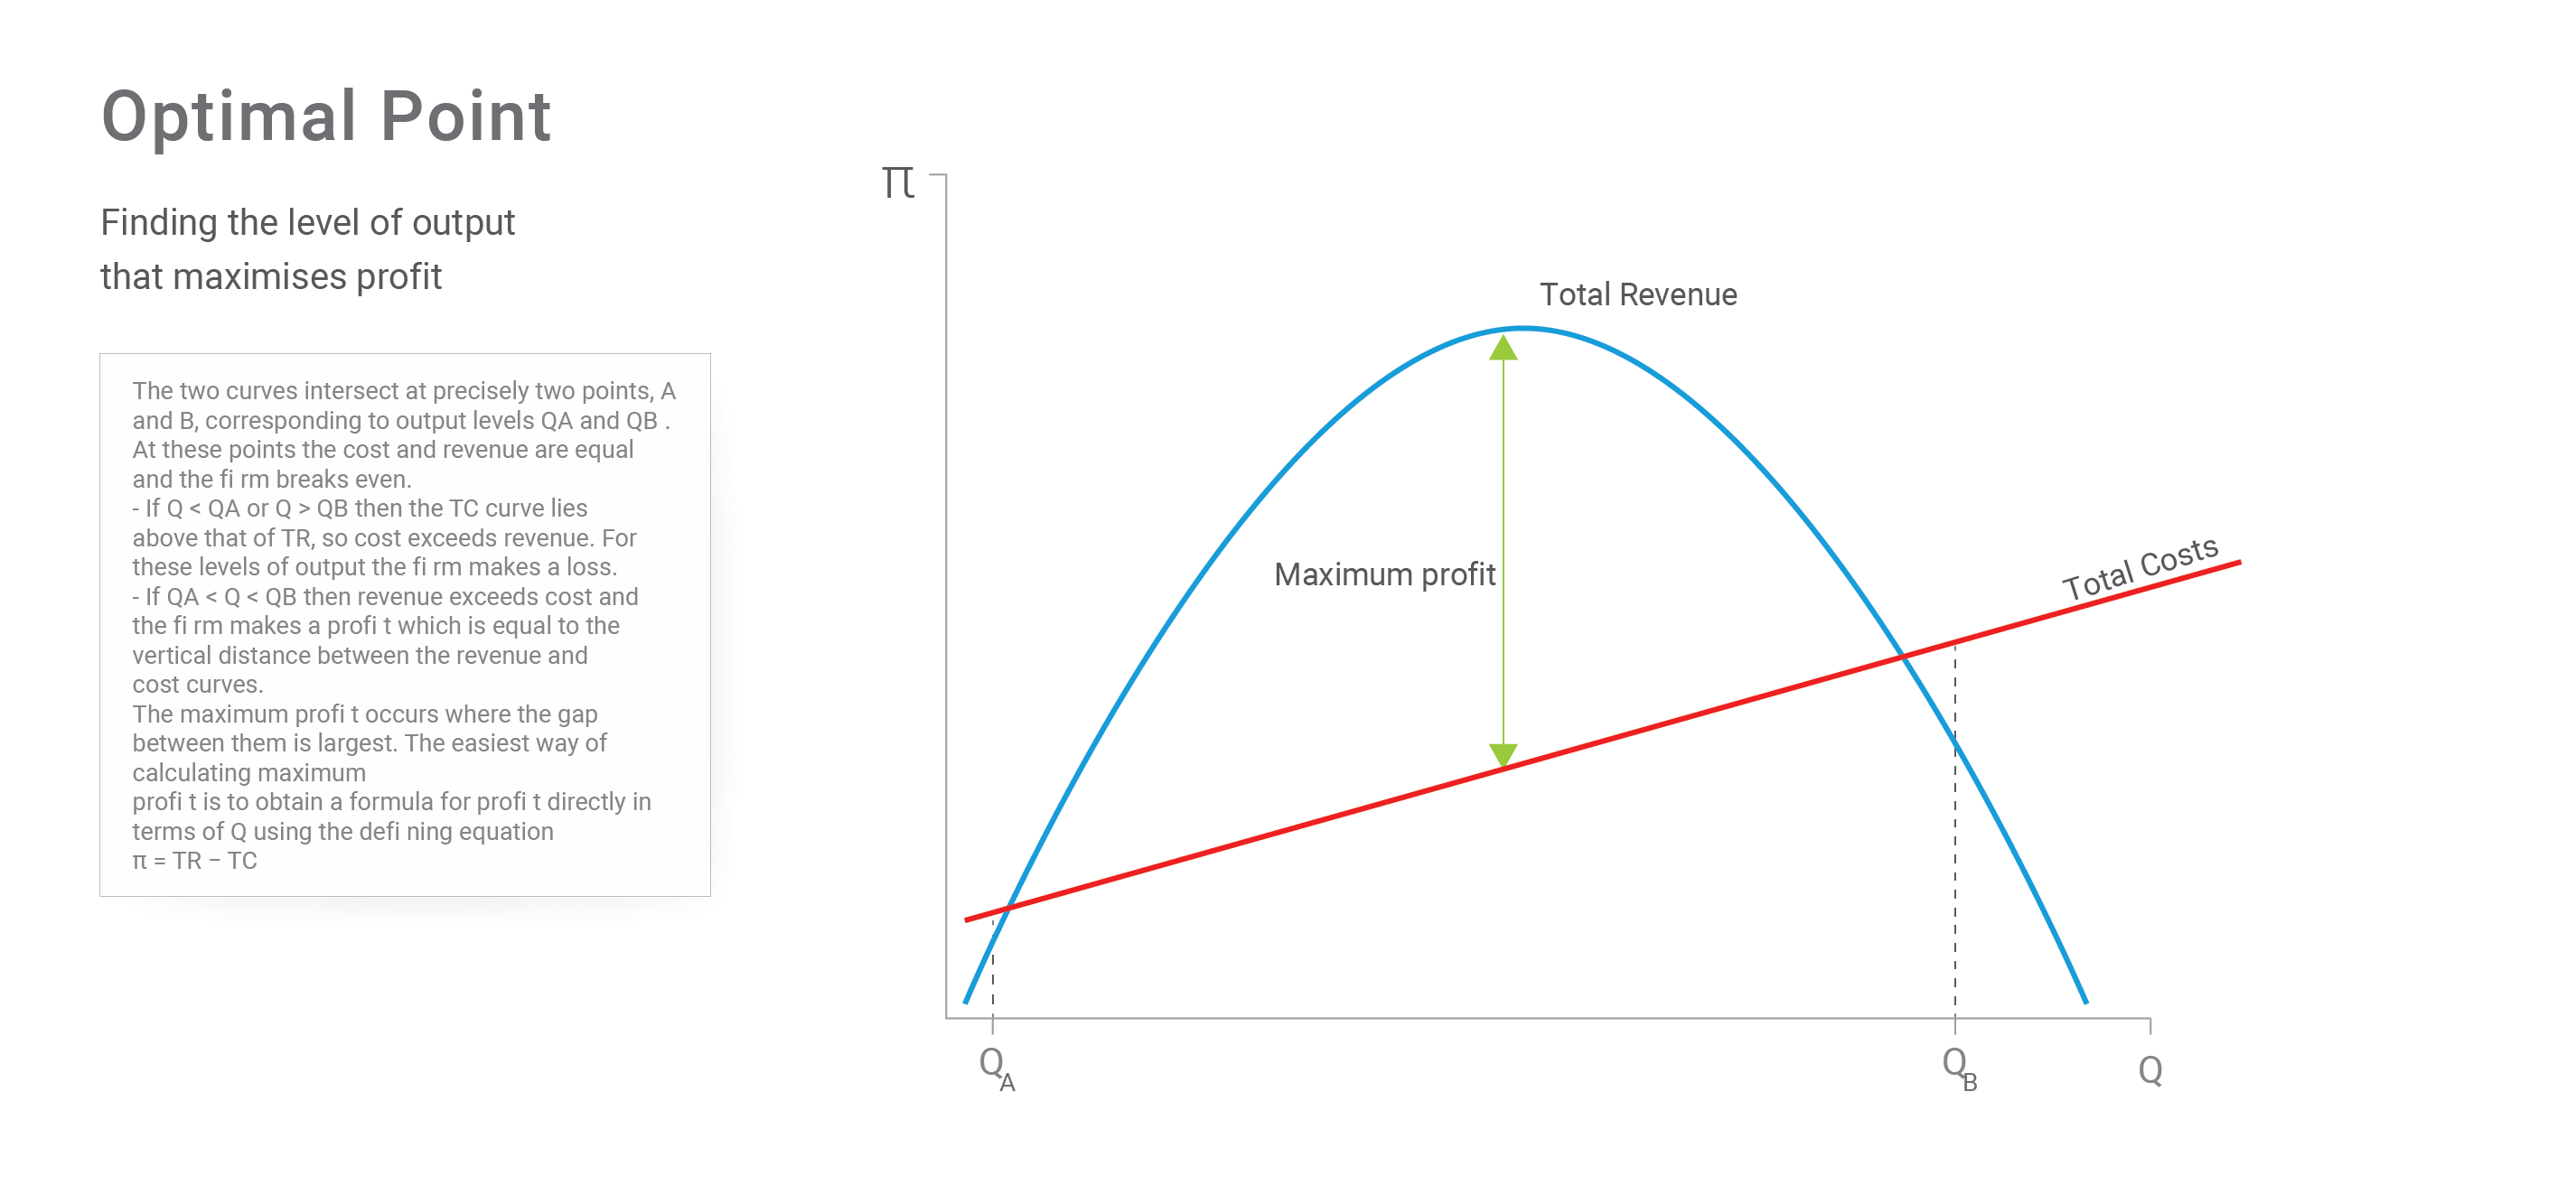 Optimal Point
Finding the level of output
that maximises profit
The two curves intersect at precisely two points, A
and B, corresponding to output levels QA and QB .
At these points the cost and revenue are equal
and the fi rm breaks even.
- If Q < QA or Q > QB then the TC curve lies
above that of TR, so cost exceeds revenue. For
these levels of output the fi rm makes a loss.
- If QA < Q < QB then revenue exceeds cost and
the fi rm makes a profi t which is equal to the
vertical distance between the revenue and
cost curves.
The maximum profi t occurs where the gap
between them is largest. The easiest way of
calculating maximum
profi t is to obtain a formula for profi t directly in
terms of Q using the defi ning equation
π = TR − TC
π
Total Revenue
Maximum profit
Total Costs
Q A
Q B
Q